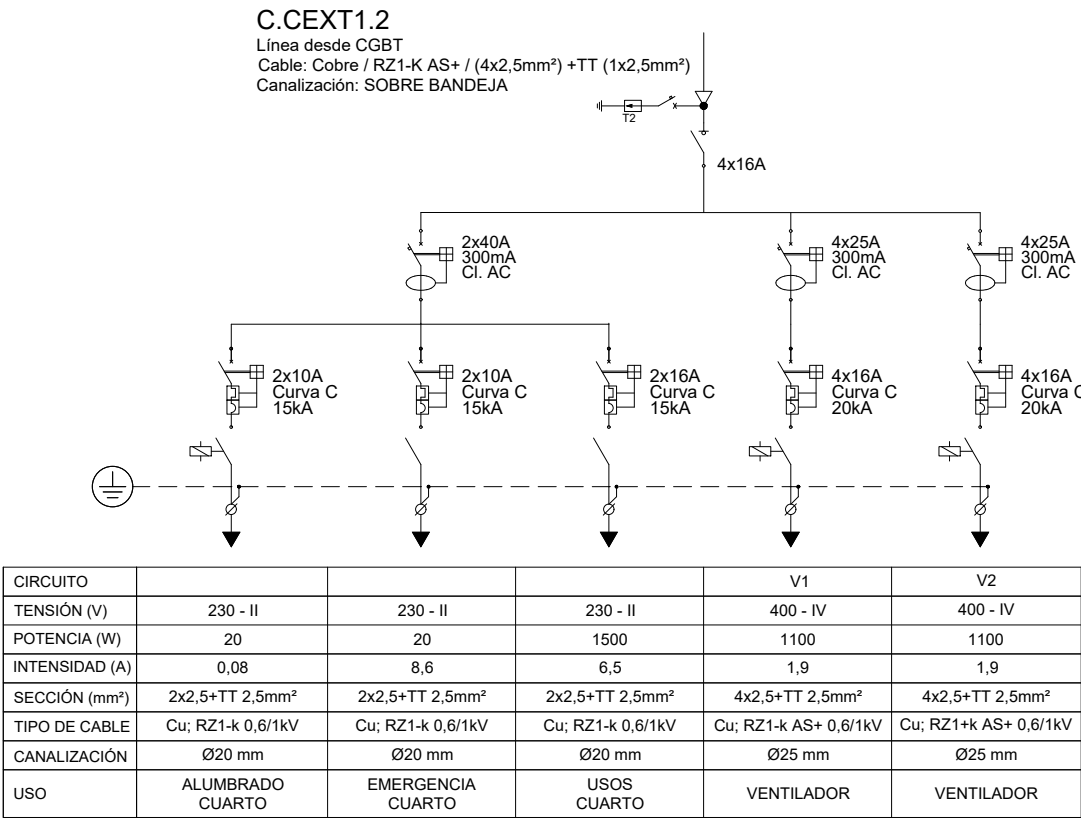 C.CEXT1.2
Línea desde CGBT
Cable: Cobre / RZ1-K AS+ / (4x2,5mm²) +TT (1x2,5mm²)
Canalización: SOBRE BANDEJA
T2
4x16A
2x40A
300mA
Cl. AC
4x25A
300mA
Cl. AC
4x25A
300mA
Cl. AC
2x10A
Curva C
15kA
2x10A
Curva C
15kA
2x16A
Curva C
15kA
4x16A
Curva C
20kA
4x16A
Curva C
20kA
CIRCUITO V1 V2
TENSIÓN (V) 230 - II 230 - II 230 - II 400 - IV 400 - IV
POTENCIA (W) 20 20 1500 1100 1100
INTENSIDAD (A) 0,08 8,6 6,5 1,9 1,9
SECCIÓN (mm²) 2x2,5+TT 2,5mm² 2x2,5+TT 2,5mm² 2x2,5+TT 2,5mm² 4x2,5+TT 2,5mm² 4x2,5+TT 2,5mm²
TIPO DE CABLE Cu; RZ1-k 0,6/1kV Cu; RZ1-k 0,6/1kV Cu; RZ1-k 0,6/1kV Cu; RZ1-k AS+ 0,6/1kV Cu; RZ1+k AS+ 0,6/1kV
CANALIZACIÓN Ø20 mm Ø20 mm Ø20 mm Ø25 mm Ø25 mm
USO ALUMBRADO CUARTO EMERGENCIA CUARTO USOS CUARTO VENTILADOR VENTILADOR